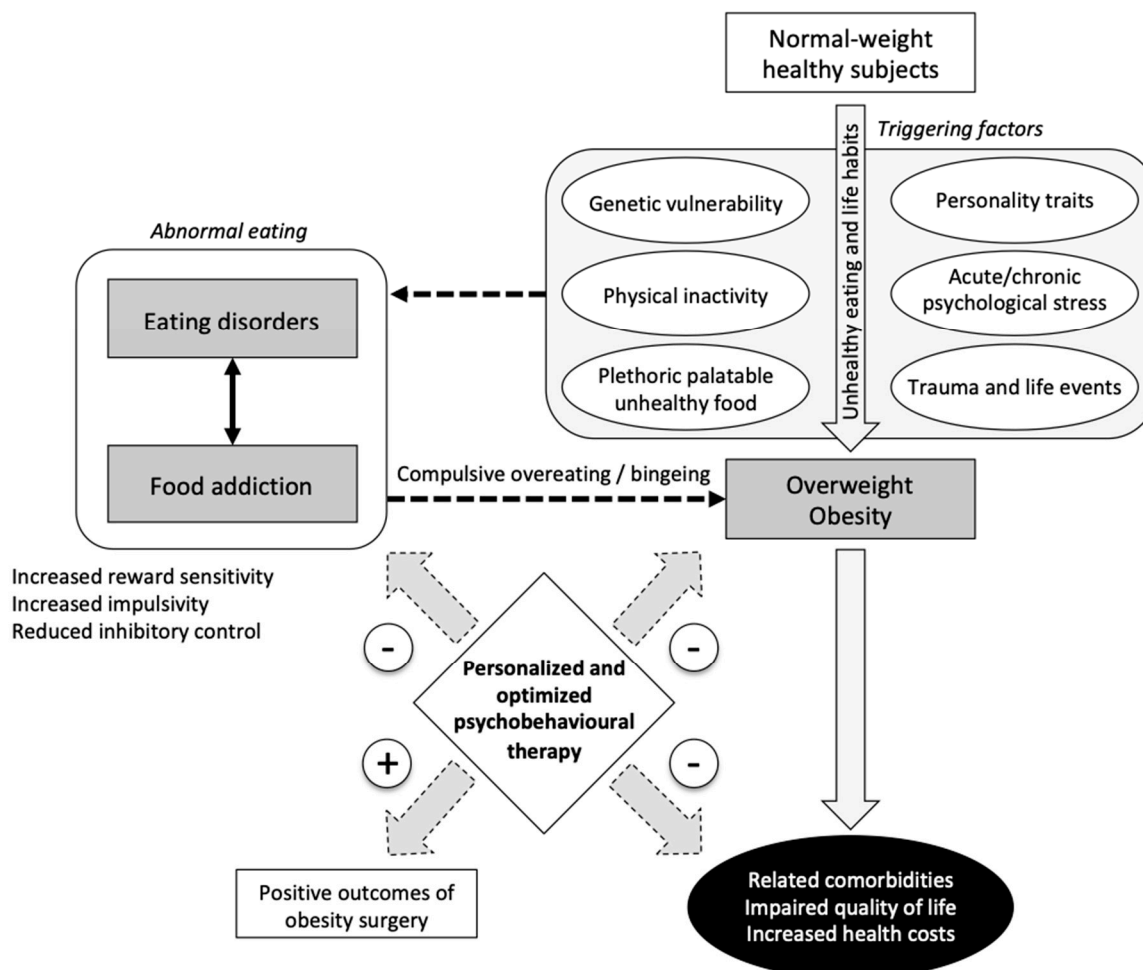 Normal-weight
healthy subjects
Triggering factors
Unhealthy eating and life habits
Genetic vulnerability
Personality traits
Physical inactivity
Acute/chronic
psychological stress
Plethoric palatable
unhealthy food
Trauma and life events
Abnormal eating
Eating disorders
Food addiction
Compulsive overeating / bingeing
Overweight
Obesity
Increased reward sensitivity
Increased impulsivity
Reduced inhibitory control
-
-
Personalized and
optimized
psychobehavioural
therapy
+
-
Positive outcomes of
obesity surgery
Related comorbidities
Impaired quality of life
Increased health costs